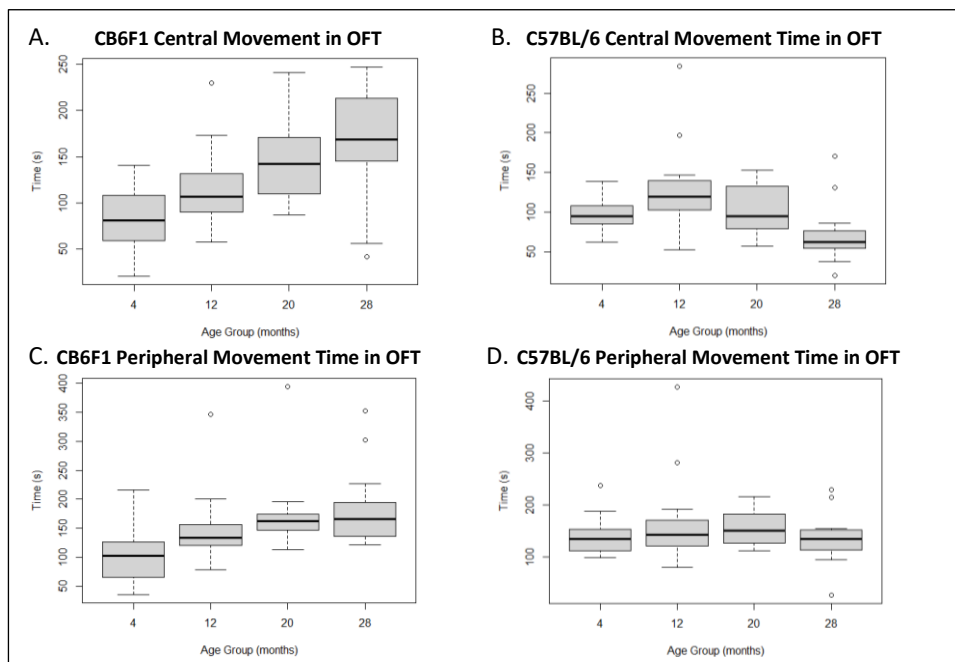 A. CB6F1 Central Movement in OFT
250
200
150
100
50
Time (s)
4 12 20 28
Age Group (months)
B. C57BL/6 Central Movement Time in OFT
250
200
150
100
50
Time (s)
4 12 20 28
Age Group (months)
C. CB6F1 Peripheral Movement Time in OFT
400
350
300
250
200
150
100
50
Time (s)
4 12 20 28
Age Group (months)
D. C57BL/6 Peripheral Movement Time in OFT
400
300
200
100
Time (s)
4 12 20 28
Age Group (months)